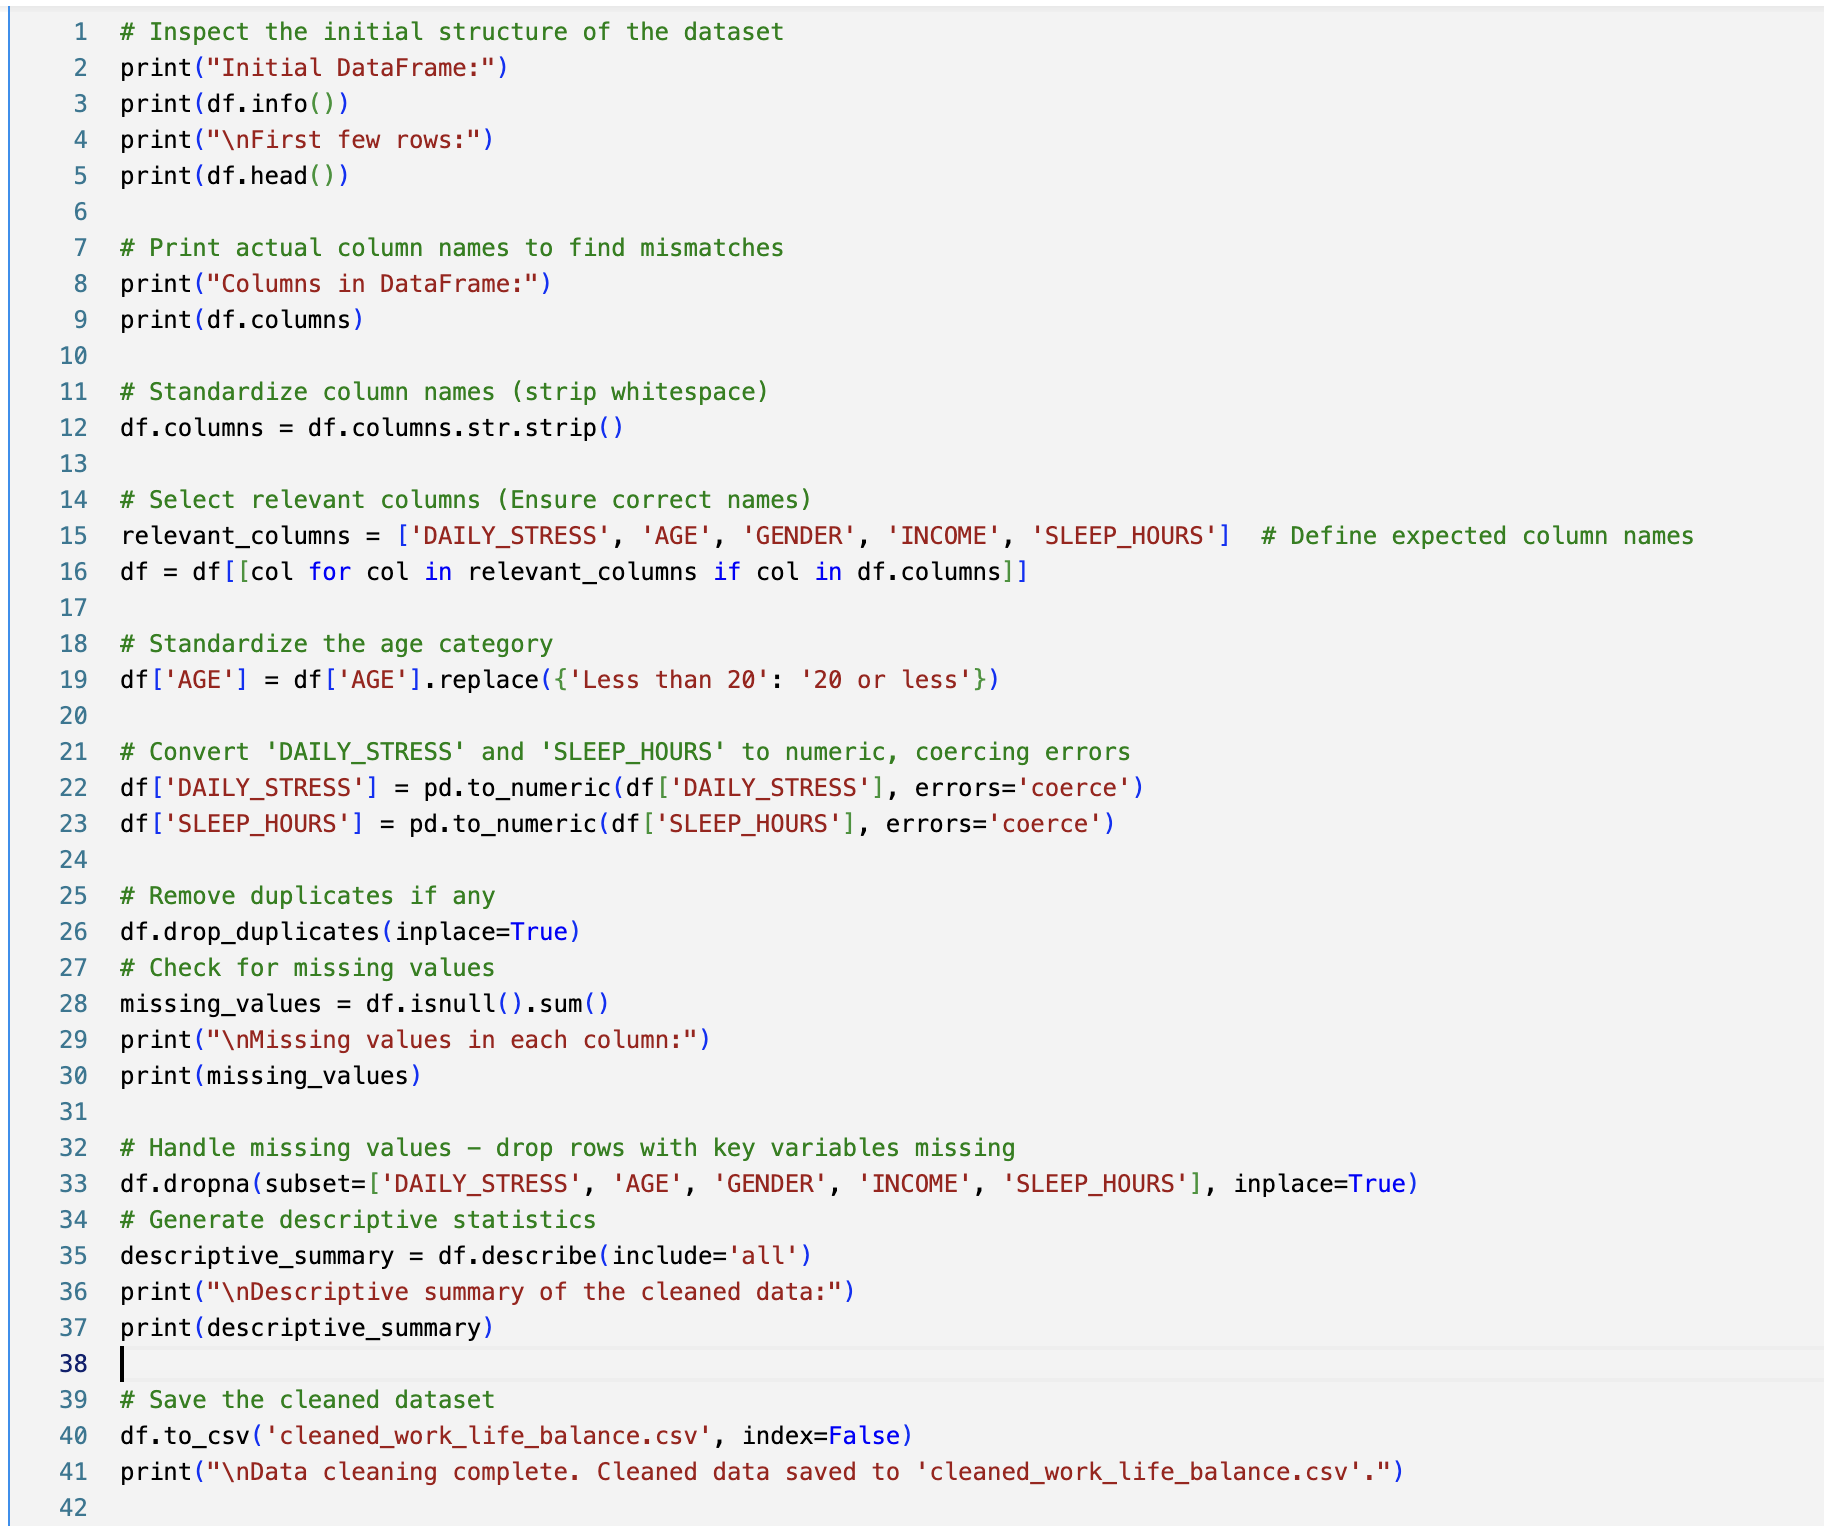 1 # Inspect the initial structure of the dataset
2 print("Initial DataFrame:")
3 print(df.info())
4 print("\nFirst few rows:")
5 print(df.head())
6
7 # Print actual column names to find mismatches
8 print("Columns in DataFrame:")
9 print(df.columns)
10
11 # Standardize column names (strip whitespace)
12 df.columns = df.columns.str.strip()
13
14 # Select relevant columns (Ensure correct names)
15 relevant_columns = ['DAILY_STRESS', 'AGE', 'GENDER', 'INCOME', 'SLEEP_HOURS']  # Define expected column names
16 df = df[[col for col in relevant_columns if col in df.columns]]
17
18 # Standardize the age category
19 df['AGE'] = df['AGE'].replace({'Less than 20': '20 or less'})
20
21 # Convert 'DAILY_STRESS' and 'SLEEP_HOURS' to numeric, coercing errors
22 df['DAILY_STRESS'] = pd.to_numeric(df['DAILY_STRESS'], errors='coerce')
23 df['SLEEP_HOURS'] = pd.to_numeric(df['SLEEP_HOURS'], errors='coerce')
24
25 # Remove duplicates if any
26 df.drop_duplicates(inplace=True)
27 # Check for missing values
28 missing_values = df.isnull().sum()
29 print("\nMissing values in each column:")
30 print(missing_values)
31
32 # Handle missing values – drop rows with key variables missing
33 df.dropna(subset=['DAILY_STRESS', 'AGE', 'GENDER', 'INCOME', 'SLEEP_HOURS'], inplace=True)
34 # Generate descriptive statistics
35 descriptive_summary = df.describe(include='all')
36 print("\nDescriptive summary of the cleaned data:")
37 print(descriptive_summary)
38
39 # Save the cleaned dataset
40 df.to_csv('cleaned_work_life_balance.csv', index=False)
41 print("\nData cleaning complete. Cleaned data saved to 'cleaned_work_life_balance.csv'.")
42